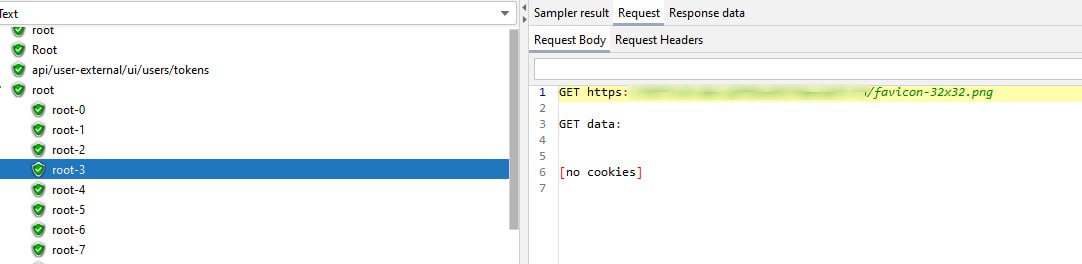 Text
root
Root
api/user-external/ui/users/tokens
root
root-0
root-1
root-2
root-3
root-4
root-5
root-6
root-7
Sampler result Request Response data
Request Body Request Headers
1 GET https: /favicon-32x32.png
2
3 GET data:
4
5
6 [no cookies]
7